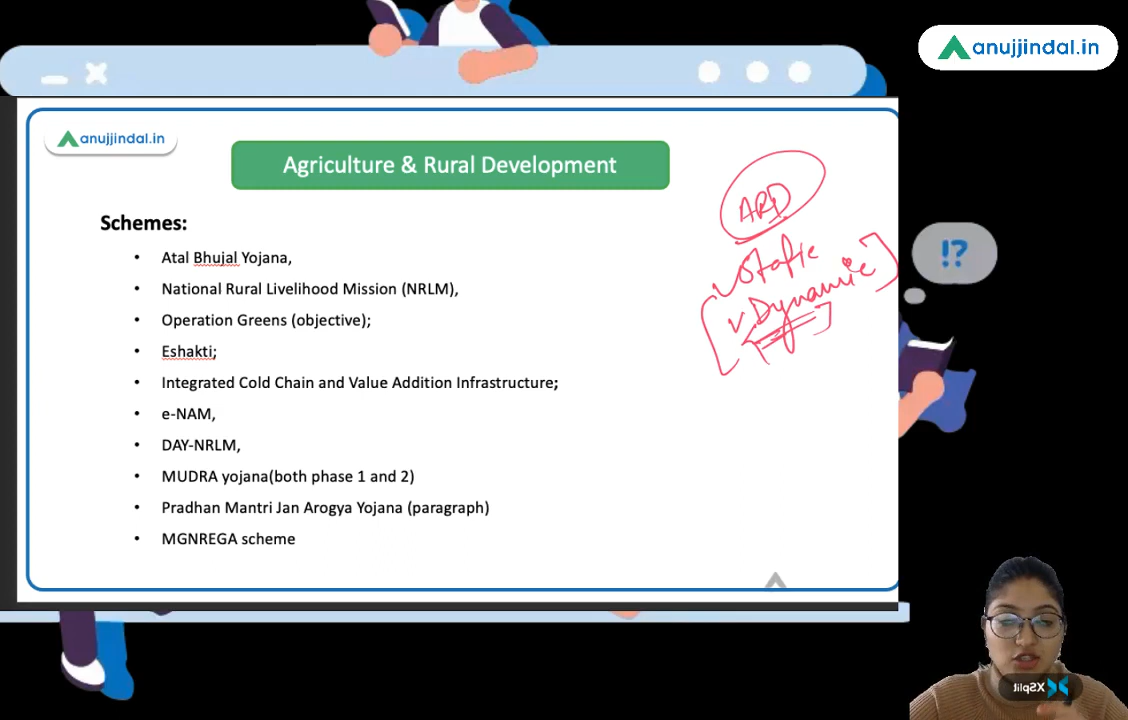 anujjindal.in
anujjindal.in
Agriculture & Rural Development
Schemes:
• Atal Bhujal Yojana,
• National Rural Livelihood Mission (NRLM),
• Operation Greens (objective);
• Eshakti;
• Integrated Cold Chain and Value Addition Infrastructure;
• e-NAM,
• DAY-NRLM,
• MUDRA yojana(both phase 1 and 2)
• Pradhan Mantri Jan Arogya Yojana (paragraph)
• MGNREGA scheme
ARD
Static
Dynamic
!?
XSplit